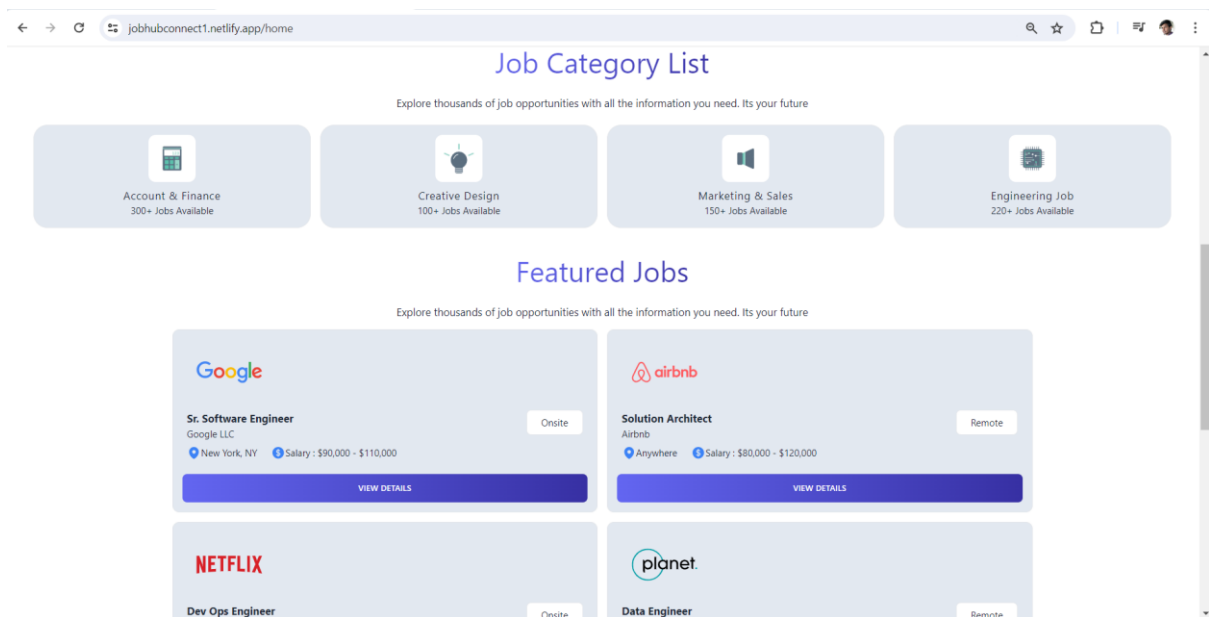 jobhubconnect1.netlify.app/home
Job Category List
Explore thousands of job opportunities with all the information you need. Its your future
Account & Finance
300+ Jobs Available
Creative Design
100+ Jobs Available
Marketing & Sales
150+ Jobs Available
Engineering Job
220+ Jobs Available
Featured Jobs
Explore thousands of job opportunities with all the information you need. Its your future
Google
Sr. Software Engineer
Google LLC
Onsite
New York, NY
Salary : $90,000 - $110,000
VIEW DETAILS
airbnb
Solution Architect
Airbnb
Remote
Anywhere
Salary : $80,000 - $120,000
VIEW DETAILS
NETFLIX
Dev Ops Engineer
Onsite
planet.
Data Engineer
Remote